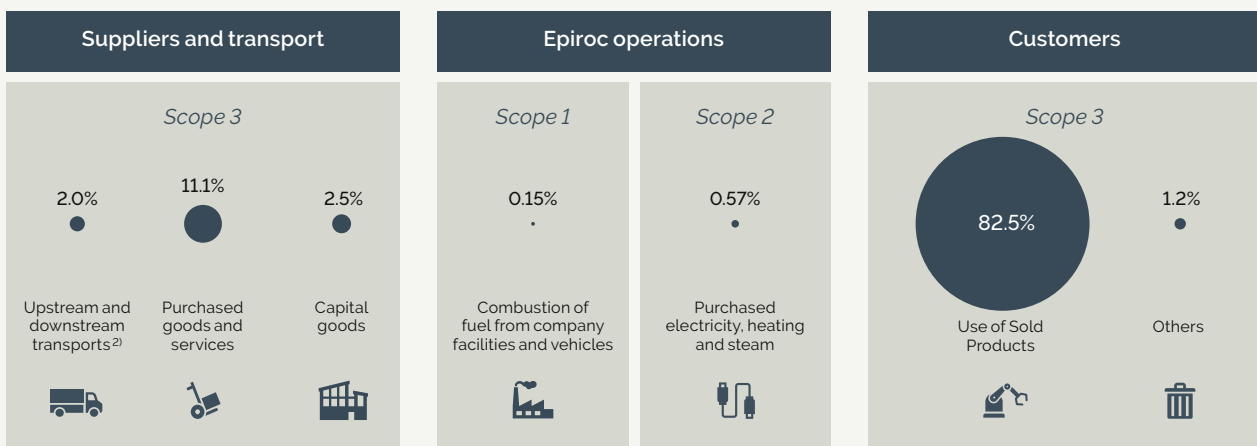 Suppliers and transport
Scope 3
2.0%
11.1%
2.5%
Upstream and
downstream
transports 2)
Purchased
goods and
services
Capital
goods
Epiroc operations
Scope 1
0.15%
Combustion of
fuel from company
facilities and vehicles
Scope 2
0.57%
Purchased
electricity, heating
and steam
Customers
Scope 3
82.5%
1.2%
Use of Sold
Products
Others